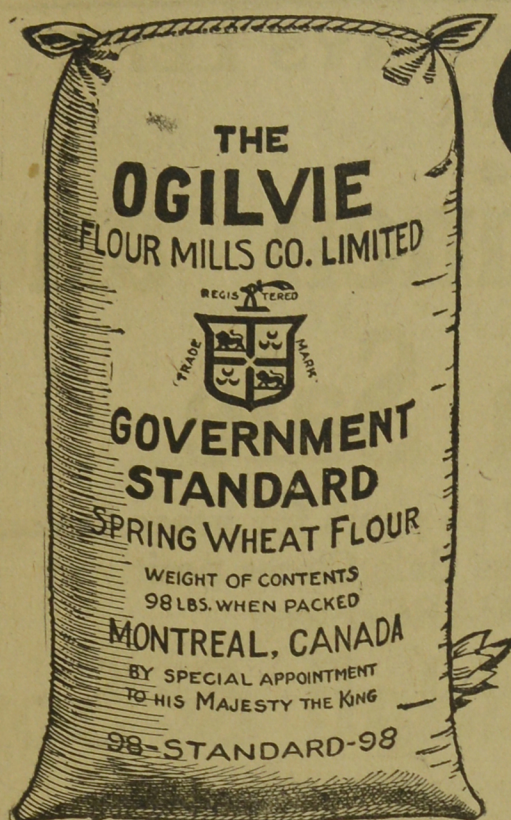 THE
OGILVIE
FLOUR MILLS CO. LIMITED
REGISTERED
TRADE MARK
GOVERNMENT
STANDARD
SPRING WHEAT FLOUR
WEIGHT OF CONTENTS
98 LBS. WHEN PACKED
MONTREAL, CANADA
BY SPECIAL APPOINTMENT
TO HIS MAJESTY THE KING
98-STANDARD-98